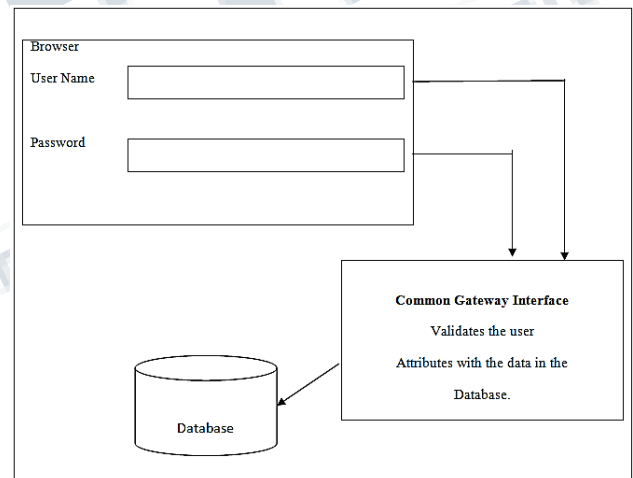 Browser
User Name
Password
Common Gateway Interface
Validates the user
Attributes with the data in the
Database.
Database